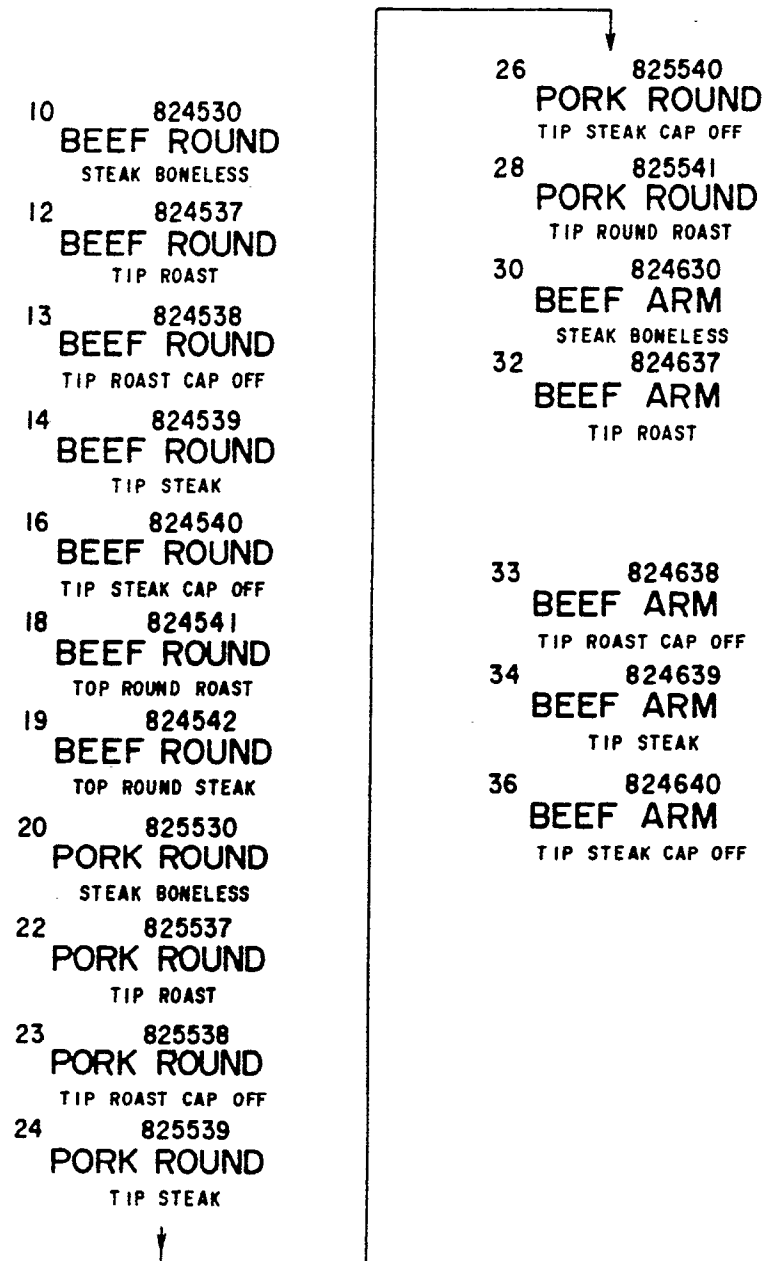 10 824530
BEEF ROUND
STEAK BONELESS
12 824537
BEEF ROUND
TIP ROAST
13 824538
BEEF ROUND
TIP ROAST CAP OFF
14 824539
BEEF ROUND
TIP STEAK
16 824540
BEEF ROUND
TIP STEAK CAP OFF
18 824541
BEEF ROUND
TOP ROUND ROAST
19 824542
BEEF ROUND
TOP ROUND STEAK
20 825530
PORK ROUND
STEAK BONELESS
22 825537
PORK ROUND
TIP ROAST
23 825538
PORK ROUND
TIP ROAST CAP OFF
24 825539
PORK ROUND
TIP STEAK
26 825540
PORK ROUND
TIP STEAK CAP OFF
28 825541
PORK ROUND
TIP ROUND ROAST
30 824630
BEEF ARM
STEAK BONELESS
32 824637
BEEF ARM
TIP ROAST
33 824638
BEEF ARM
TIP ROAST CAP OFF
34 824639
BEEF ARM
TIP STEAK
36 824640
BEEF ARM
TIP STEAK CAP OFF